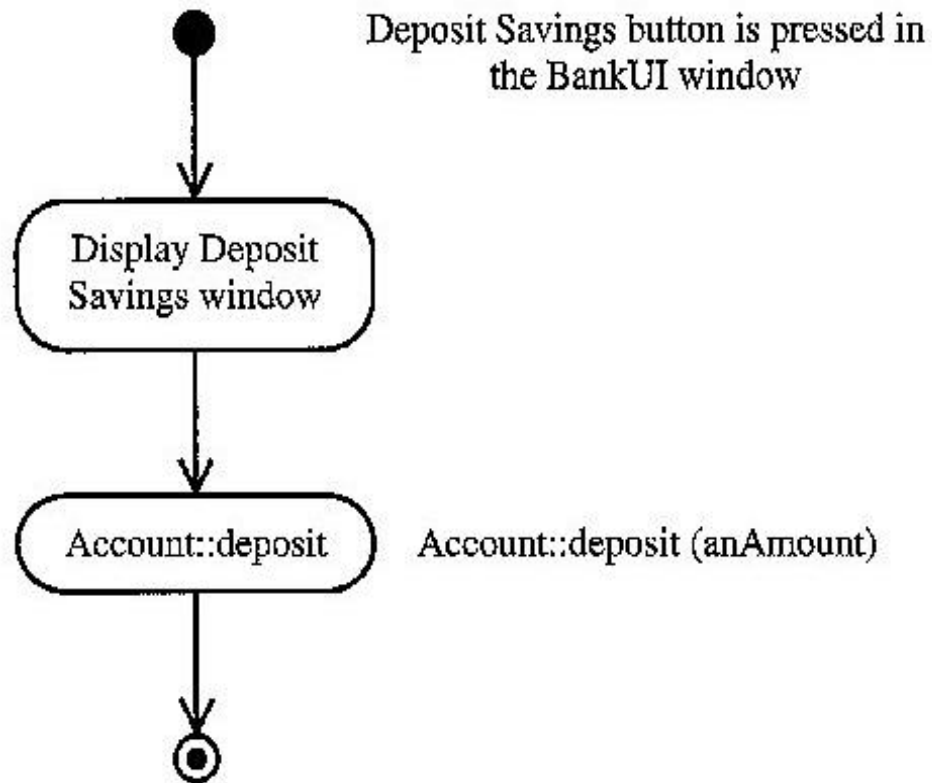 Deposit Savings button is pressed in
the BankUI window
Display Deposit
Savings window
Account::deposit
Account::deposit (anAmount)